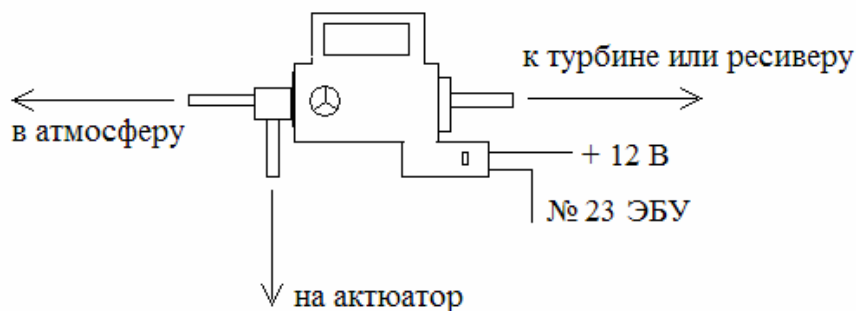 к турбине или ресиверу
в атмосферу
+ 12 В
№ 23 ЭБУ
на актюатор